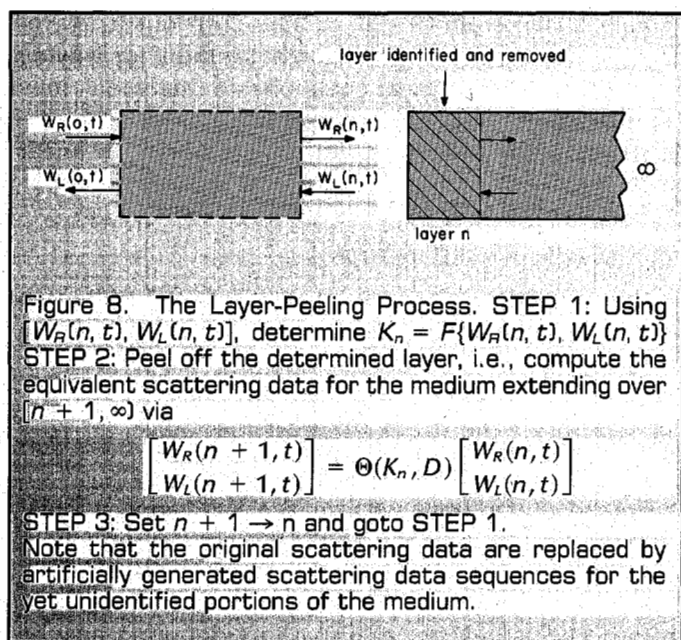 layer identified and removed
W_R(o,t)
W_R(n,t)
W_L(o,t)
W_L(n,t)
∞
layer n
Figure 8. The Layer-Peeling Process. STEP 1: Using
[W_R(n, t), W_L(n, t)], determine K_n = F{W_R(n, t), W_L(n, t)}
STEP 2: Peel off the determined layer, i.e., compute the
equivalent scattering data for the medium extending over
[n + 1, ∞) via
[W_R(n + 1, t)] = Θ(K_n, D) [W_R(n, t)]
[W_L(n + 1, t)] [W_L(n, t)]
STEP 3: Set n + 1 → n and goto STEP 1.
Note that the original scattering data are replaced by
artificially generated scattering data sequences for the
yet unidentified portions of the medium.